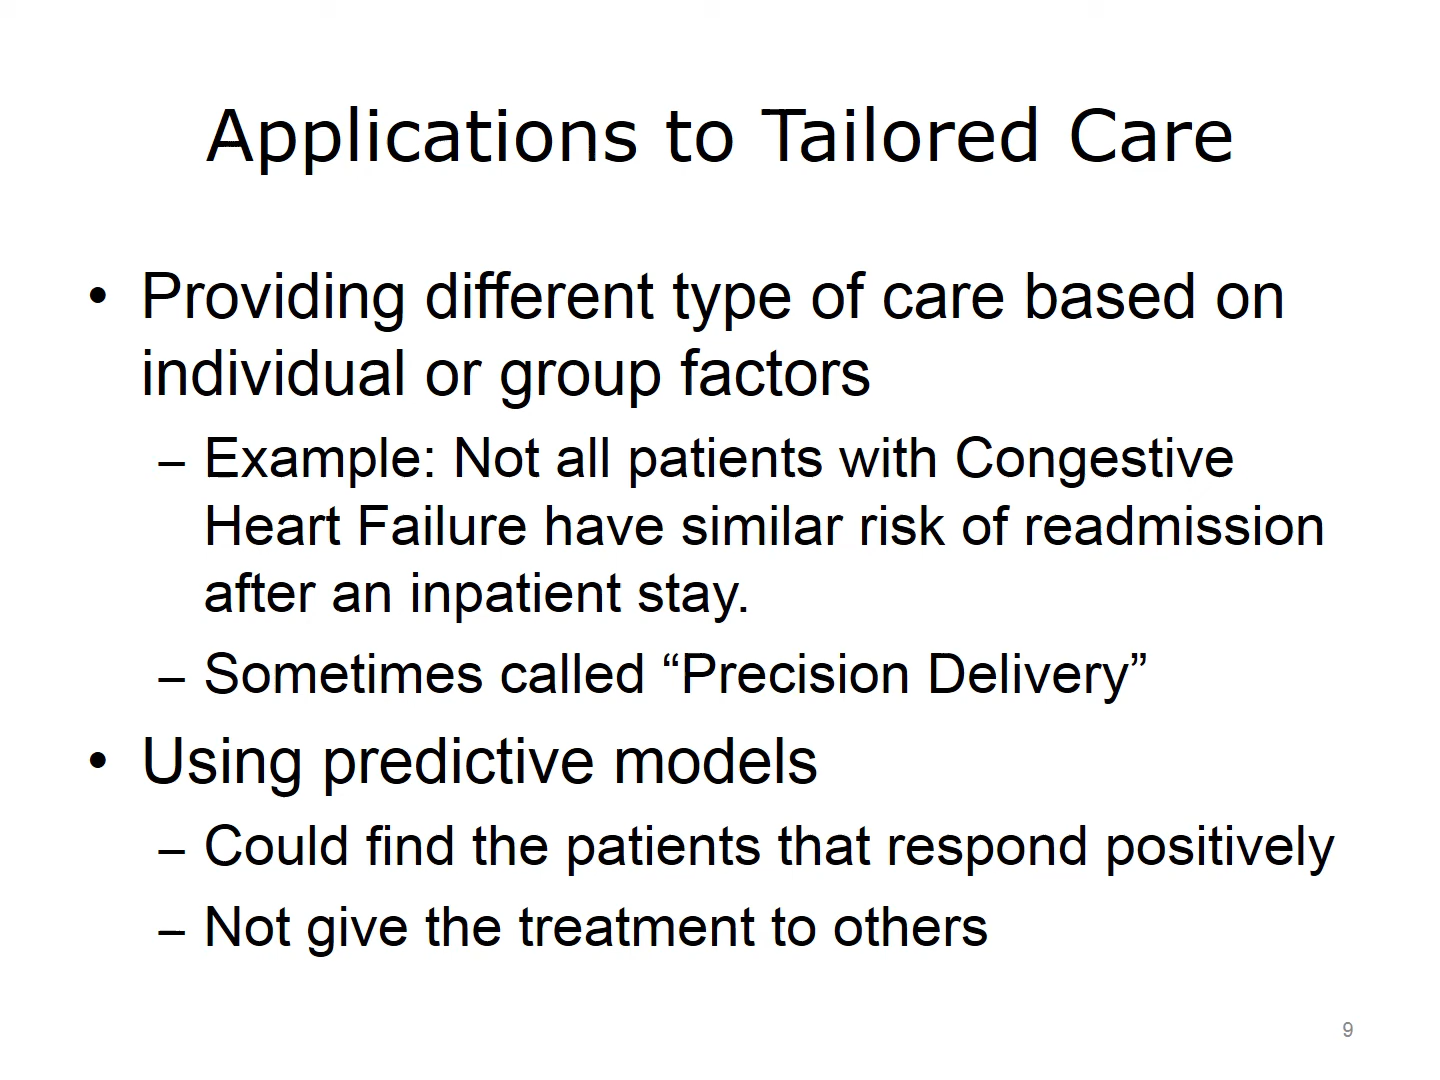 Applications to Tailored Care
• Providing different type of care based on
individual or group factors
– Example: Not all patients with Congestive
Heart Failure have similar risk of readmission
after an inpatient stay.
– Sometimes called “Precision Delivery”
• Using predictive models
– Could find the patients that respond positively
– Not give the treatment to others
9